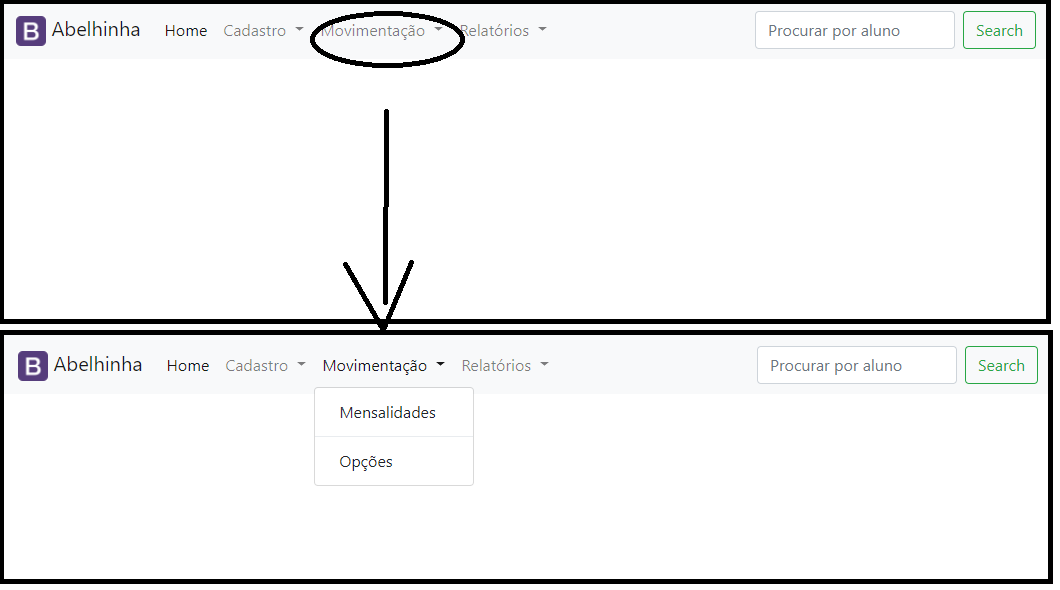 B Abelhinha Home Cadastro Movimentação Relatórios Procurar por aluno Search
B Abelhinha Home Cadastro Movimentação Relatórios Procurar por aluno Search
Mensalidades
Opções